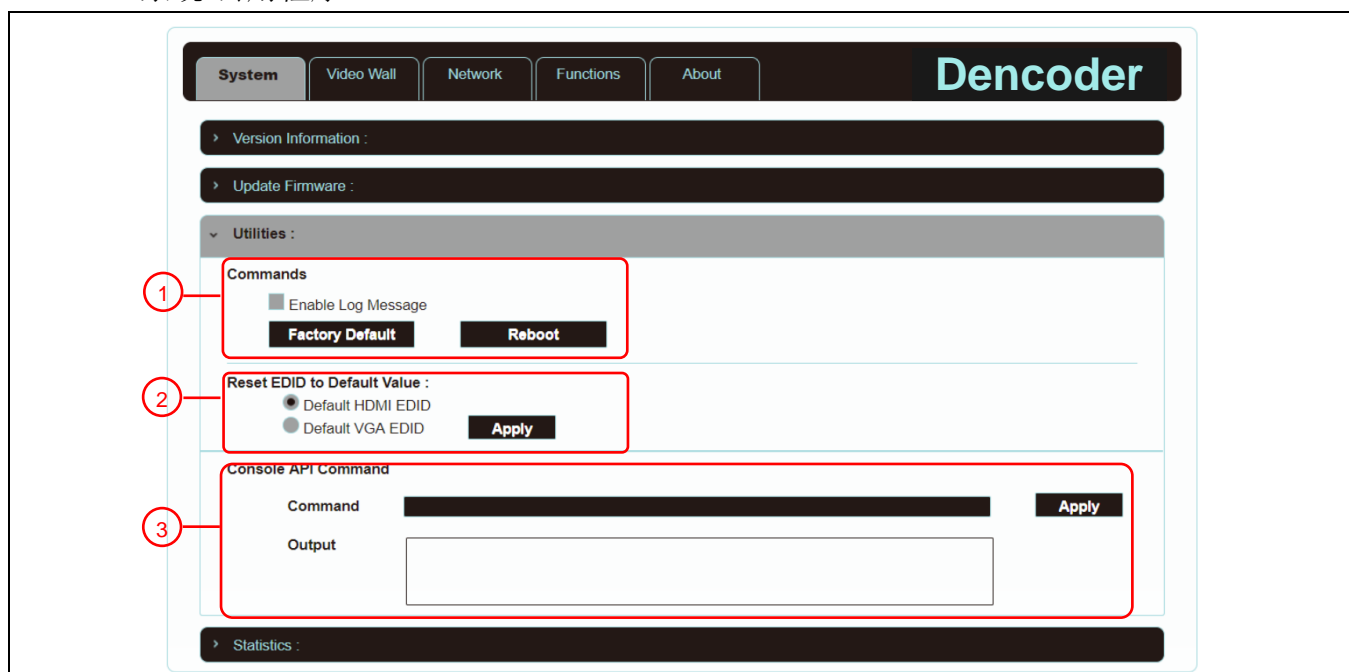 System Video Wall Network Functions About Dencoder
› Version Information :
› Update Firmware :
Utilities :
Commands
1
Enable Log Message
Factory Default Reboot
Reset EDID to Default Value :
2
Default HDMI EDID
Default VGA EDID Apply
Console API Command
Command Apply
3
Output
› Statistics :